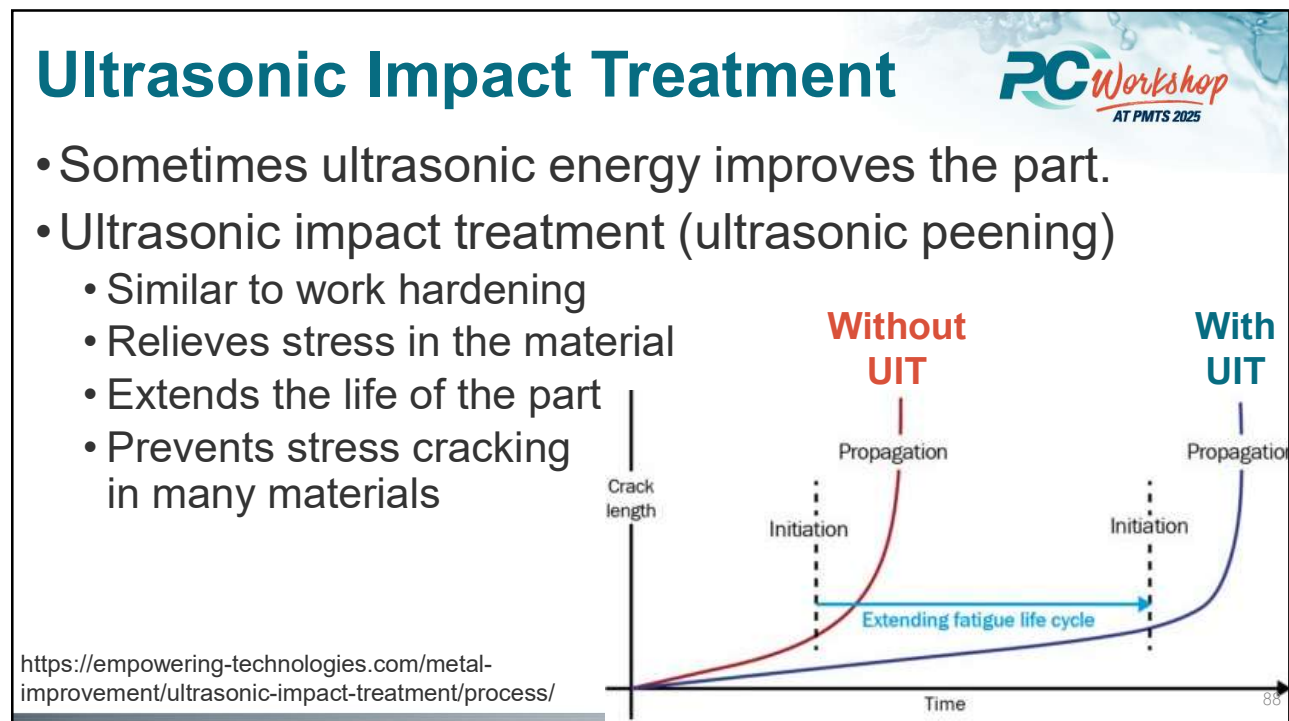 Ultrasonic Impact Treatment
PC Workshop
AT PMTS 2025
• Sometimes ultrasonic energy improves the part.
• Ultrasonic impact treatment (ultrasonic peening)
• Similar to work hardening
• Relieves stress in the material
• Extends the life of the part
• Prevents stress cracking
in many materials
Without
UIT
With
UIT
Propagation
Propagation
Crack
length
Initiation
Initiation
Extending fatigue life cycle
Time
https://empowering-technologies.com/metal-
improvement/ultrasonic-impact-treatment/process/
88